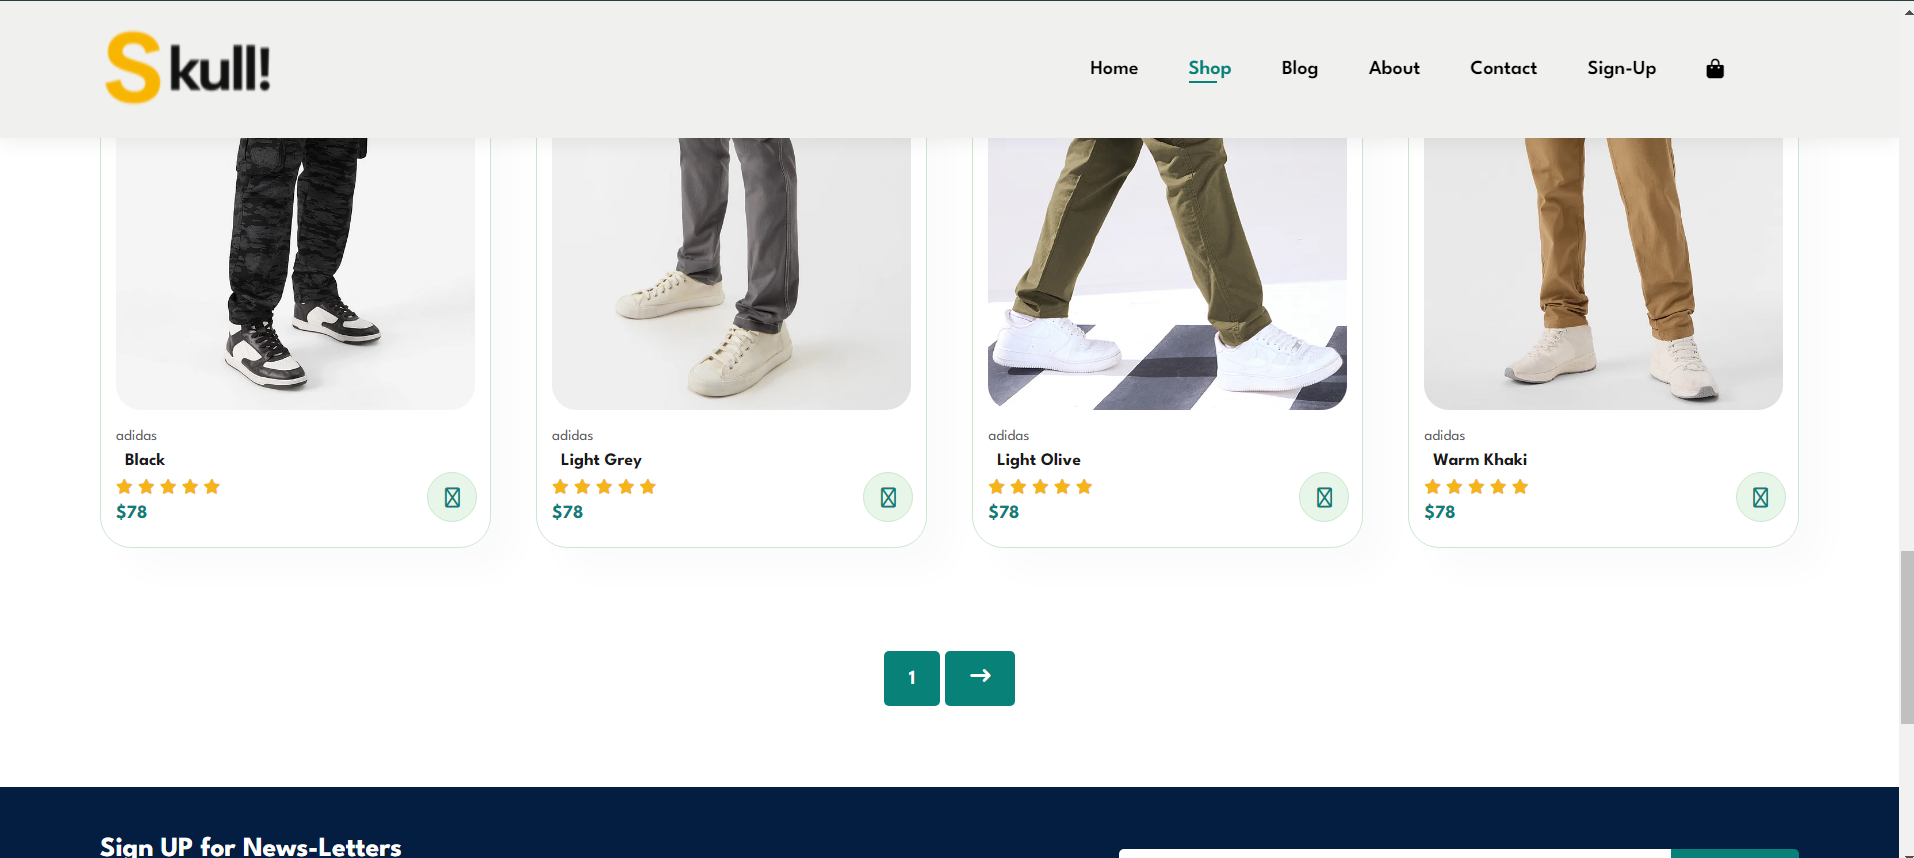 Skull!
Home Shop Blog About Contact Sign-Up
adidas
Black
$78
adidas
Light Grey
$78
adidas
Light Olive
$78
adidas
Warm Khaki
$78
1 →
Sign UP for News-Letters